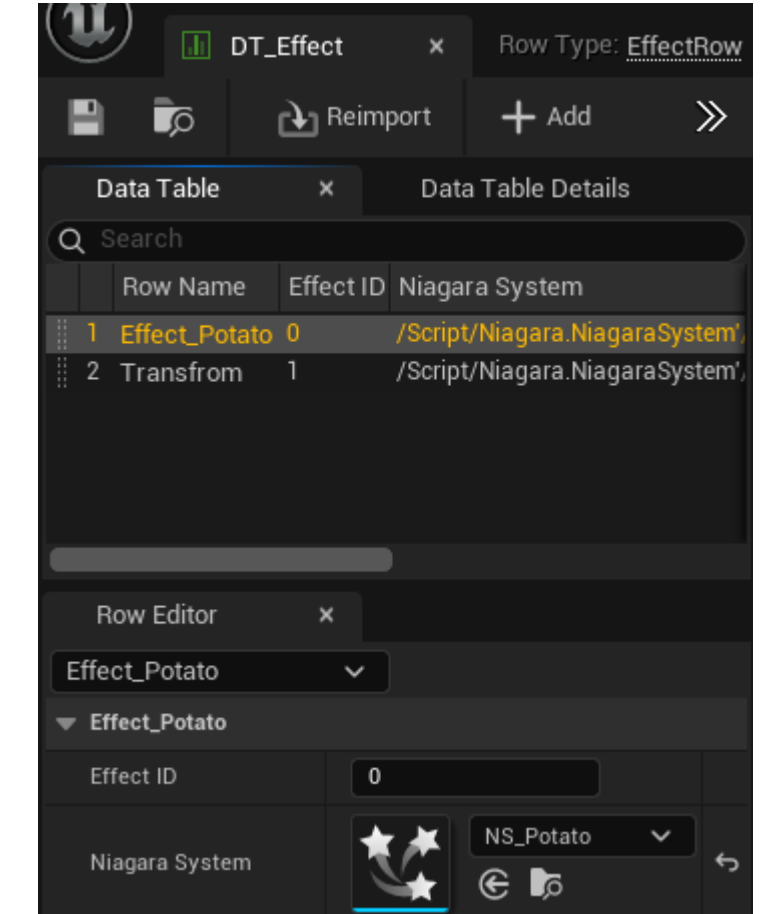 DT_Effect × Row Type: EffectRow
Reimport + Add
Data Table × Data Table Details
Search
Row Name Effect ID Niagara System
1 Effect_Potato 0 /Script/Niagara.NiagaraSystem'/
2 Transfrom 1 /Script/Niagara.NiagaraSystem'/
Row Editor ×
Effect_Potato
Effect_Potato
Effect ID 0
NS_Potato
Niagara System